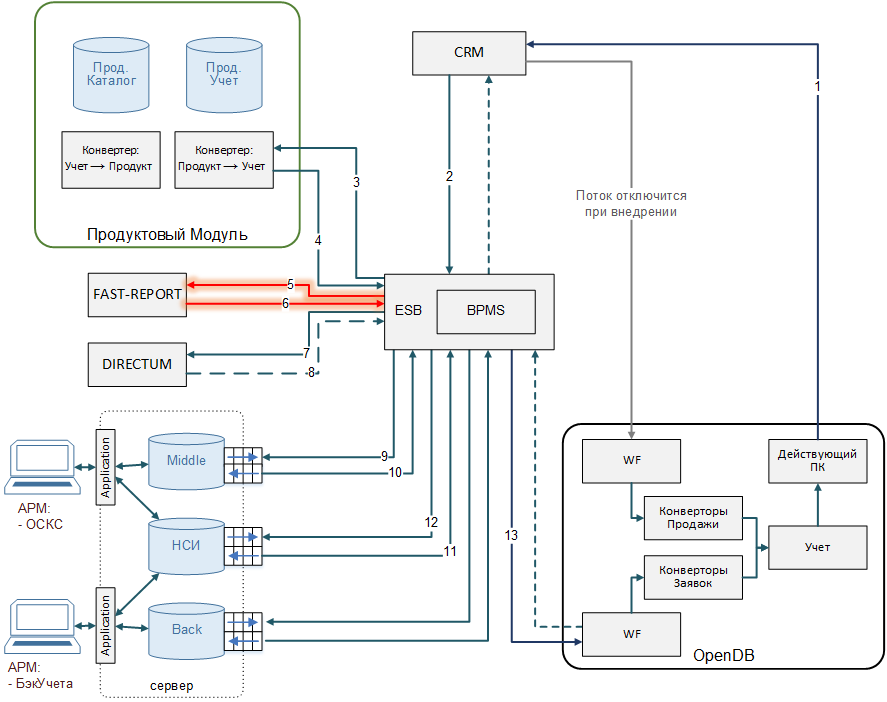 Прод.
Каталог
Прод.
Учет
Конвертер:
Учет → Продукт
Конвертер:
Продукт → Учет
Продуктовый Модуль
CRM
1
2
3
4
Поток отключится
при внедрении
FAST-REPORT
5
6
ESB
BPMS
DIRECTUM
7
8
Application
Middle
9
10
АРМ:
- ОСКС
НСИ
12
11
13
Application
Back
АРМ:
- БэкУчета
сервер
WF
Действующий
ПК
Конверторы
Продажи
Учет
Конверторы
Заявок
WF
OpenDB